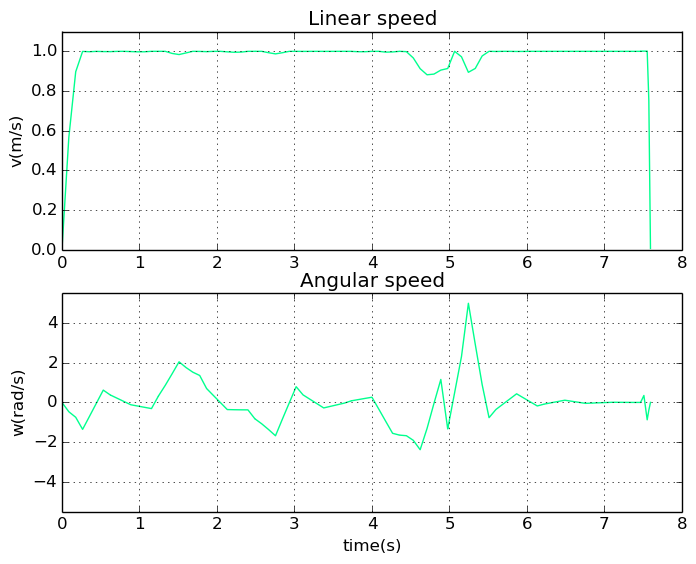 Linear speed
1.0
0.8
0.6
0.4
0.2
0.0
v(m/s)
0 1 2 3 4 5 6 7 8
Angular speed
4
2
0
−2
−4
w(rad/s)
0 1 2 3 4 5 6 7 8
time(s)